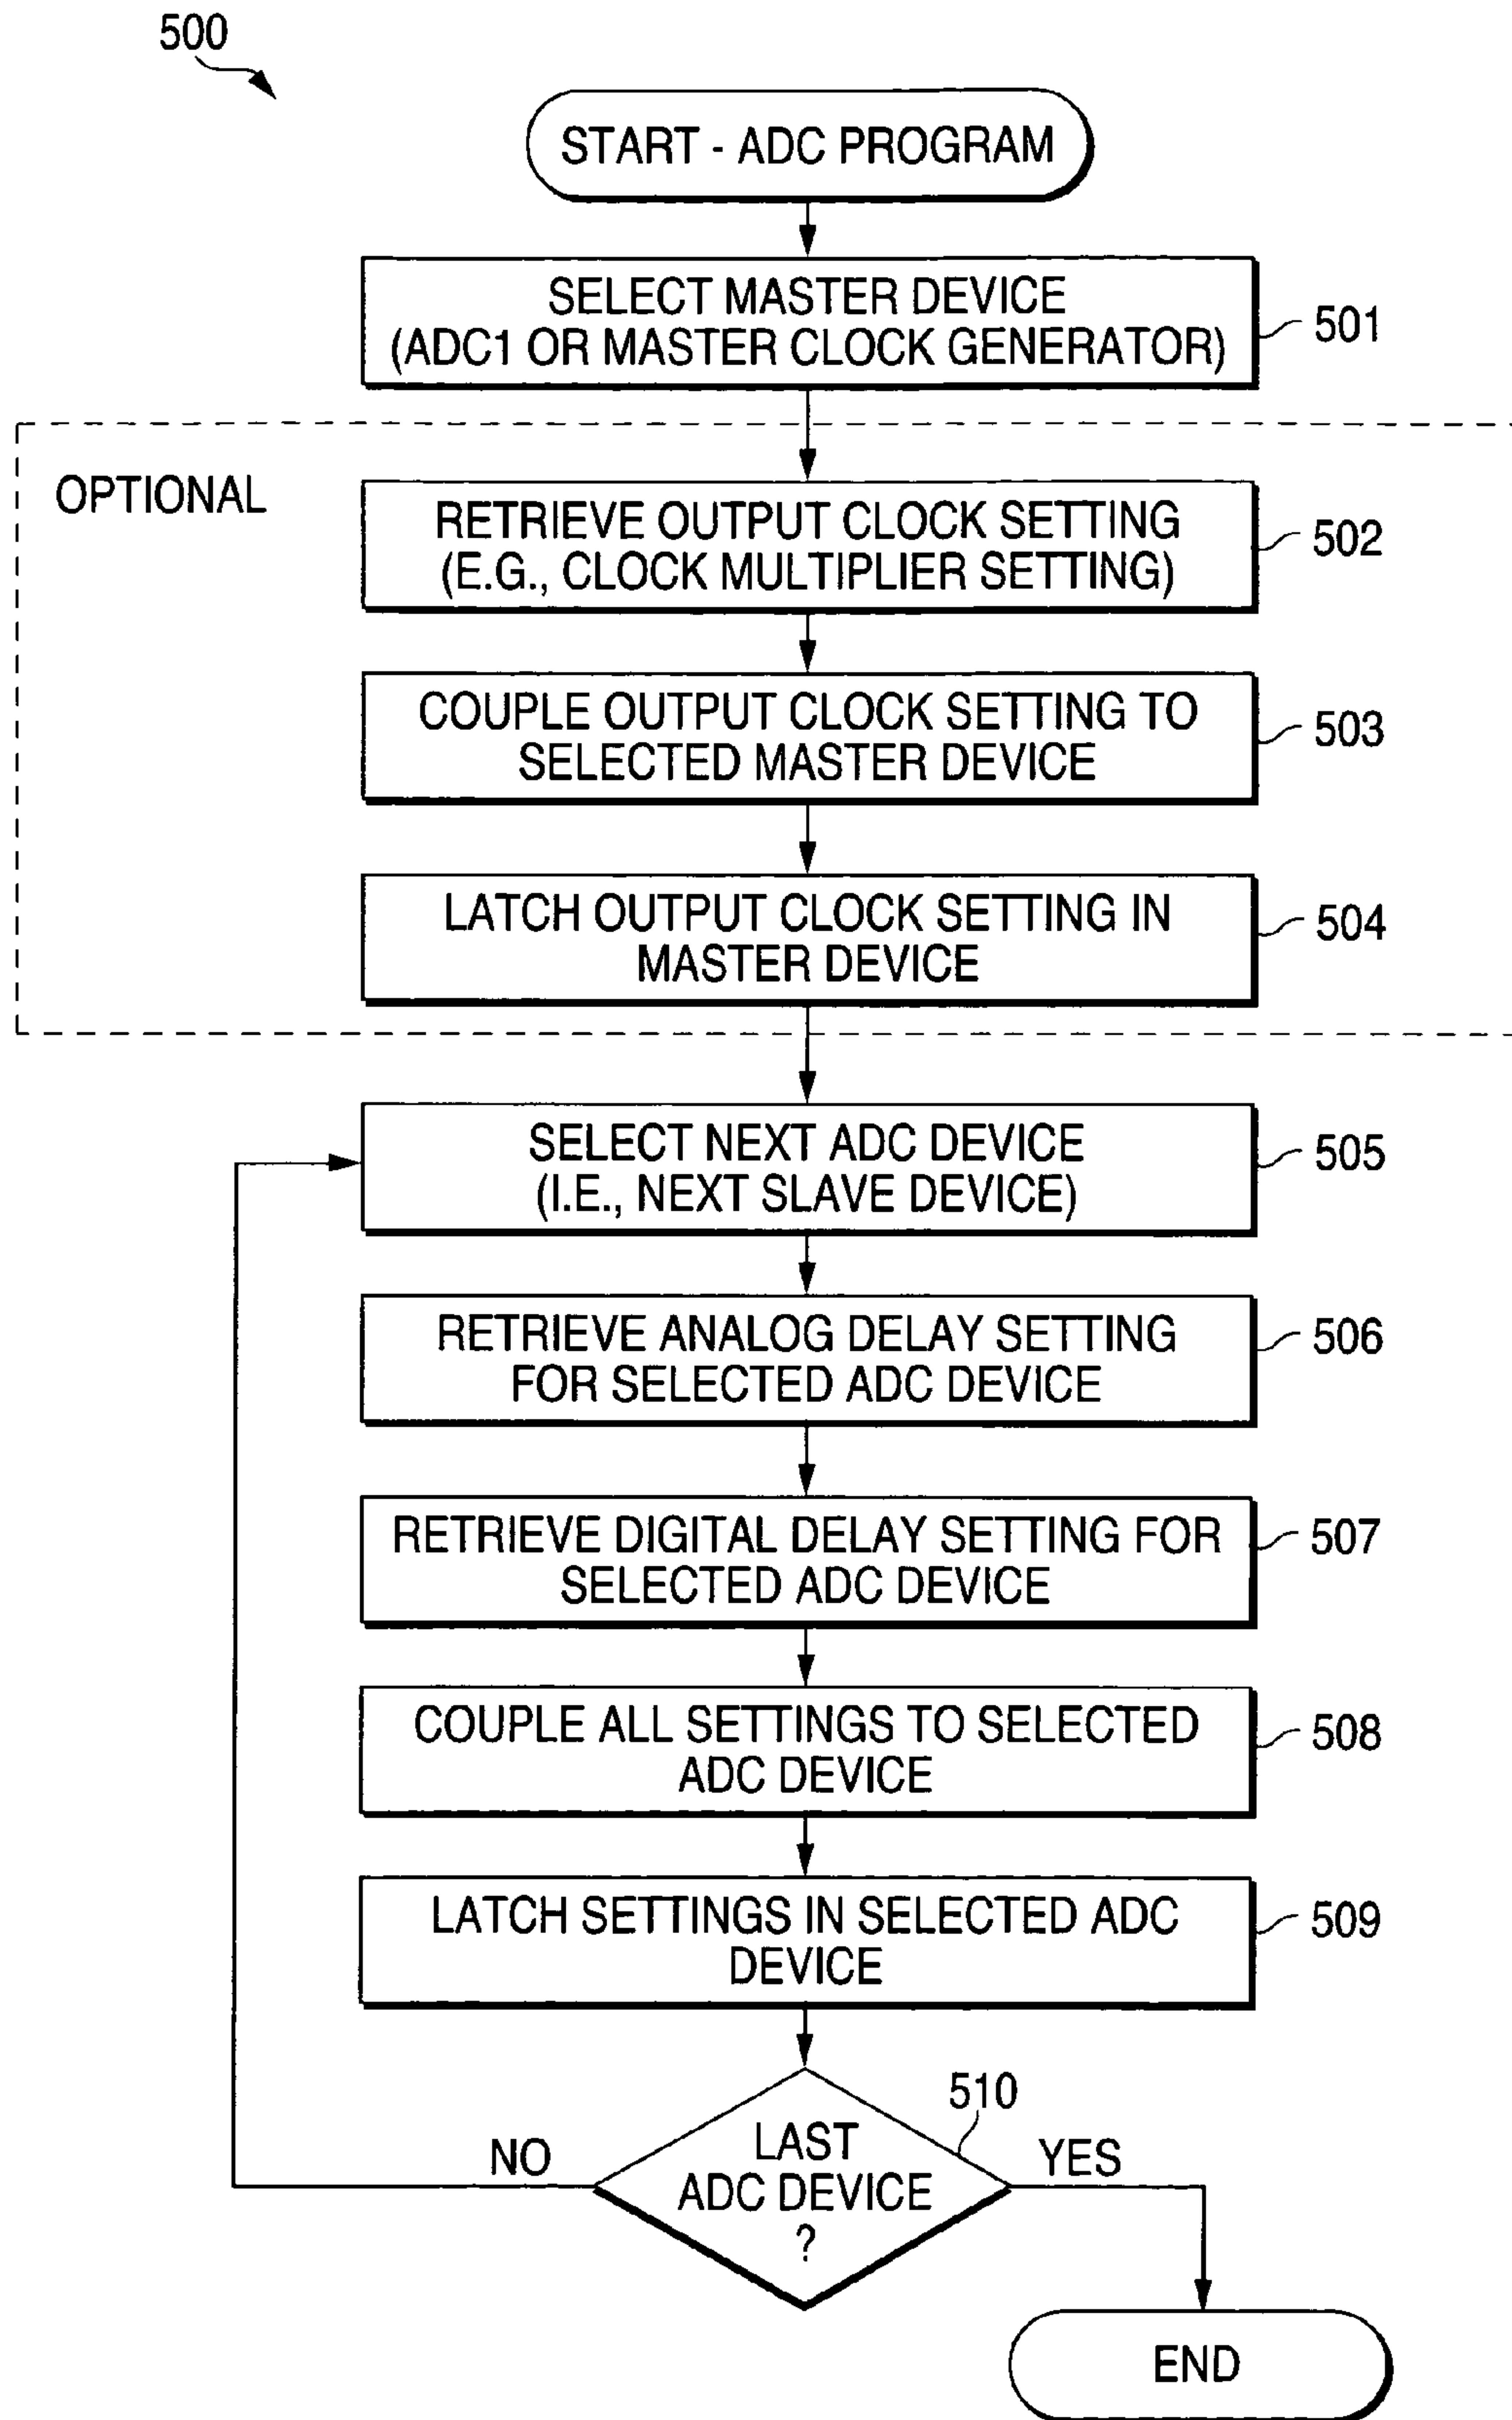 500
START - ADC PROGRAM
SELECT MASTER DEVICE
(ADC1 OR MASTER CLOCK GENERATOR)
501
OPTIONAL
RETRIEVE OUTPUT CLOCK SETTING
(E.G., CLOCK MULTIPLIER SETTING)
502
COUPLE OUTPUT CLOCK SETTING TO
SELECTED MASTER DEVICE
503
LATCH OUTPUT CLOCK SETTING IN
MASTER DEVICE
504
SELECT NEXT ADC DEVICE
(I.E., NEXT SLAVE DEVICE)
505
RETRIEVE ANALOG DELAY SETTING
FOR SELECTED ADC DEVICE
506
RETRIEVE DIGITAL DELAY SETTING FOR
SELECTED ADC DEVICE
507
COUPLE ALL SETTINGS TO SELECTED
ADC DEVICE
508
LATCH SETTINGS IN SELECTED ADC
DEVICE
509
510
NO
LAST
ADC DEVICE
?
YES
END